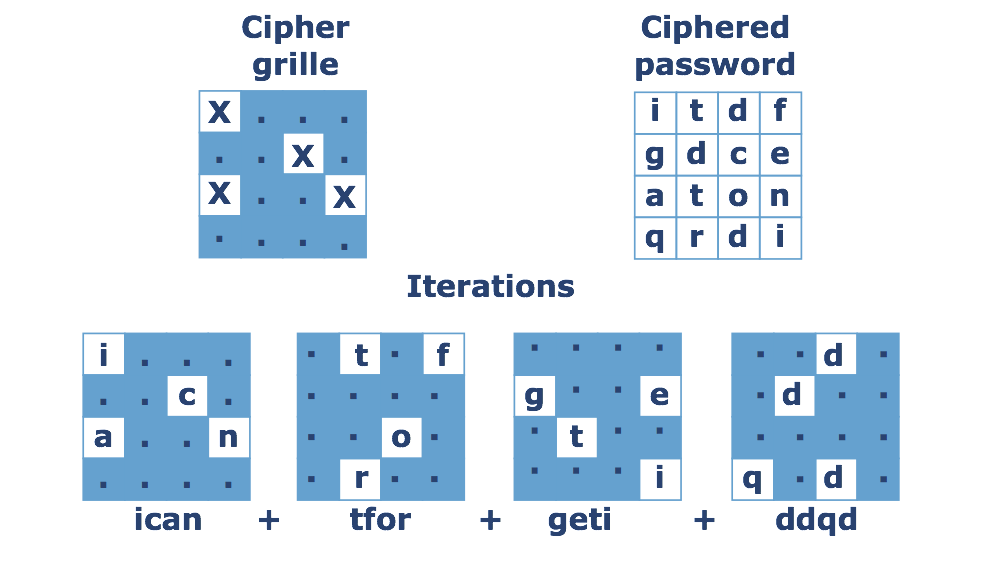 Cipher grille
Ciphered password
X . . .
. . X .
X . . X
. . . .
i t d f
g d c e
a t o n
q r d i
Iterations
i . . .
. . c .
a . . n
. . . .
. t . f
. . . .
. . o .
. r . .
. . . .
g . . e
. t . .
. . . i
. . d .
. d . .
. . . .
q . d .
ican + tfor + geti + ddqd